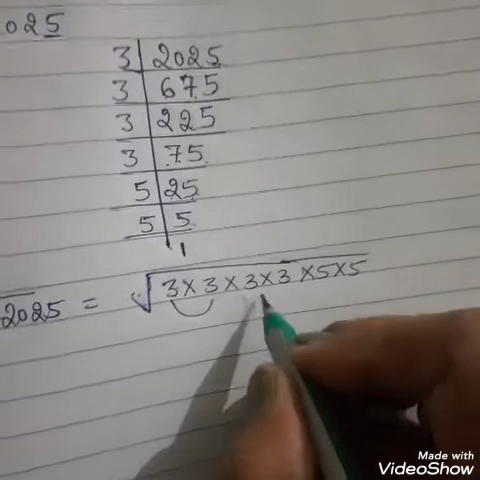 025
3 | 2025
3 | 675
3 | 225
3 | 75
5 | 25
5 | 5
1
2025 = √3×3×3×3×5×5
Made with
VideoShow